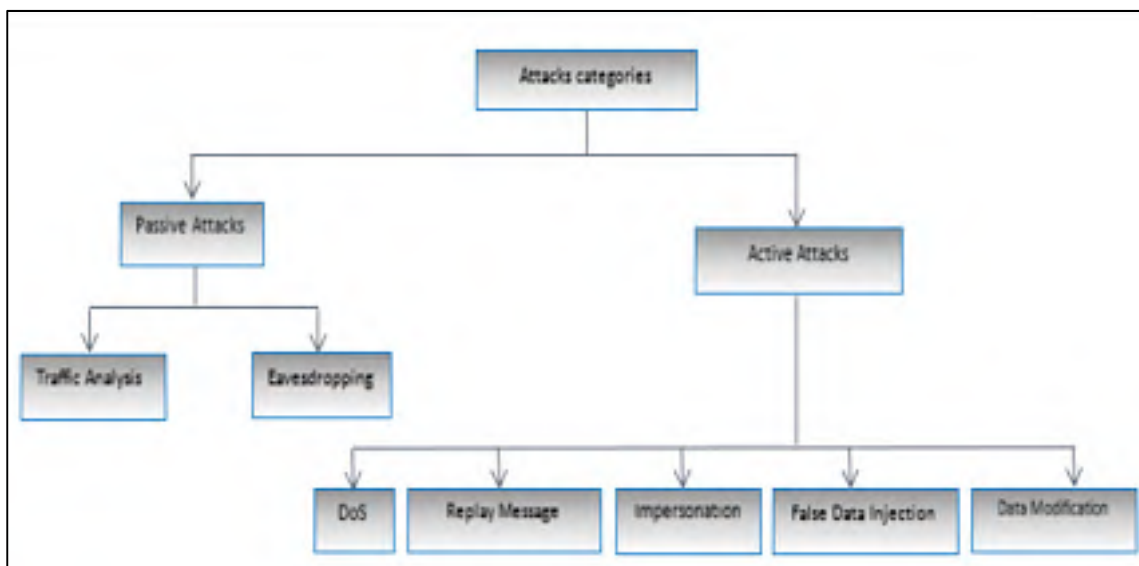 Attacks categories
Passive Attacks
Active Attacks
Traffic Analysis
Eavesdropping
DoS
Replay Message
Impersonation
False Data Injection
Data Modification